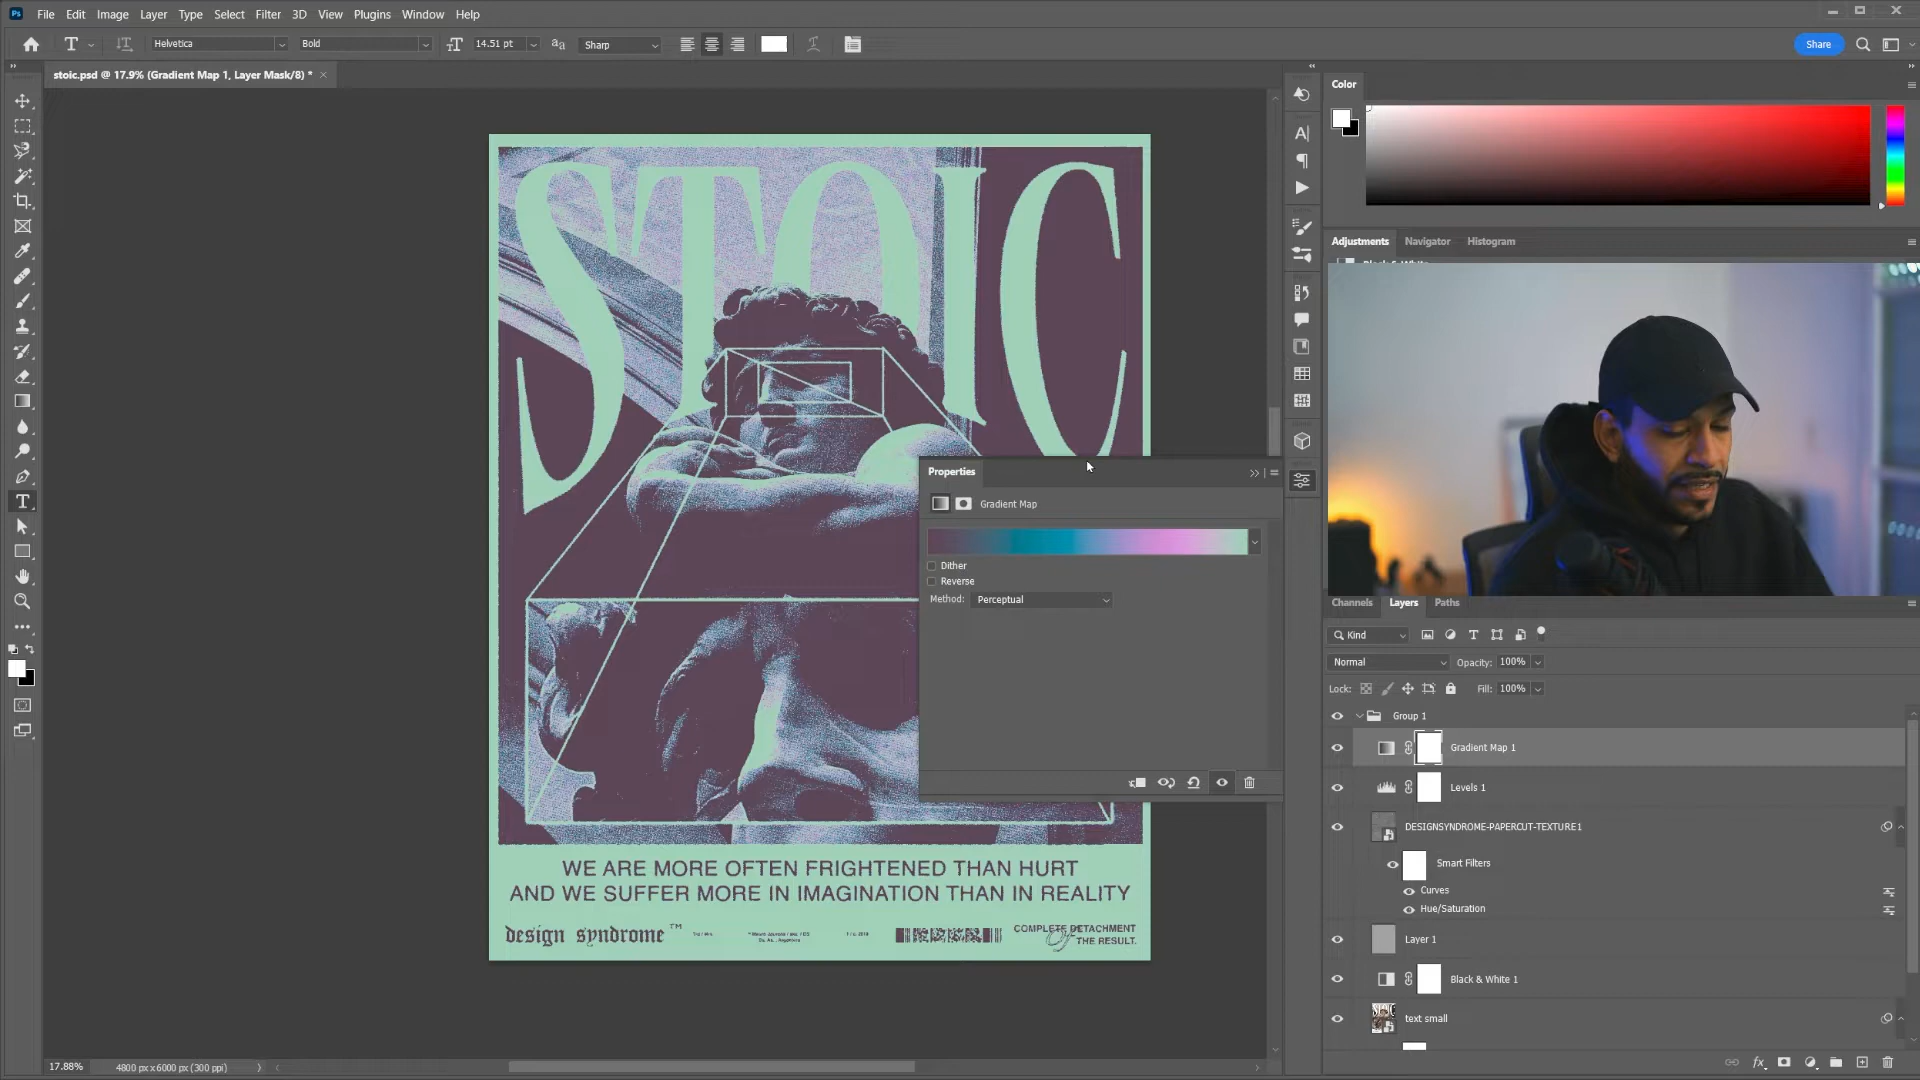 File Edit Image Layer Type Select Filter 3D View Plugins Window Help
Helvetica Bold 14.51 pt Sharp Share
stoic.psd @ 17.9% (Gradient Map 1, Layer Mask/8) *
STOIC
WE ARE MORE OFTEN FRIGHTENED THAN HURT
AND WE SUFFER MORE IN IMAGINATION THAN IN REALITY
design syndrome™
COMPLETE DETACHMENT
Of THE RESULT.
Properties
Gradient Map
Dither
Reverse
Method: Perceptual
Color
Adjustments Navigator Histogram
Channels Layers Paths
Kind
Normal Opacity: 100%
Lock: Fill: 100%
Group 1
Gradient Map 1
Levels 1
DESIGNSYNDROME-PAPERCUT-TEXTURE1
Smart Filters
Curves
Hue/Saturation
Layer 1
Black & White 1
text small
17.88% 4800 px x 6000 px (300 ppi)